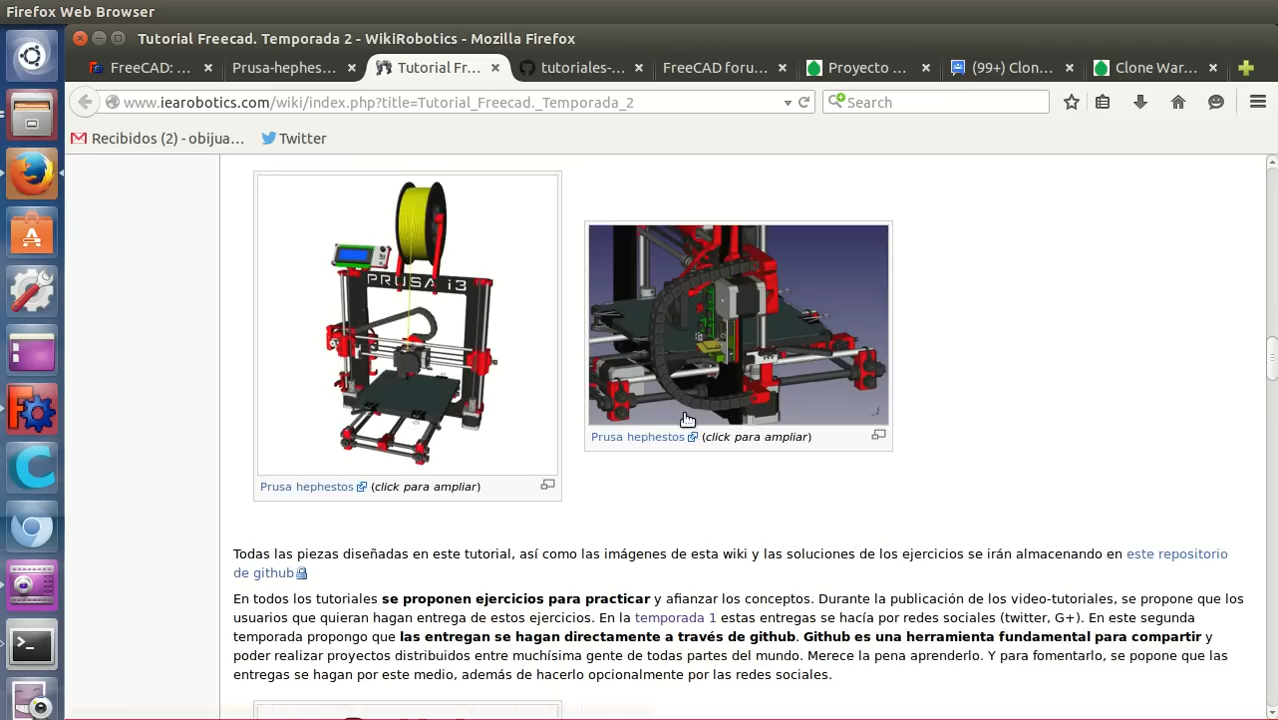 Firefox Web Browser
Tutorial Freecad. Temporada 2 - WikiRobotics - Mozilla Firefox
FreeCAD: ...
Prusa-hephes...
Tutorial Fr...
tutoriales-...
FreeCAD foru...
Proyecto ...
(99+) Clon...
Clone War...
www.iearobotics.com/wiki/index.php?title=Tutorial_Freecad._Temporada_2
Search
Recibidos (2) - obijua...
Twitter
PRUSA i3
Prusa hephestos (click para ampliar)
Prusa hephestos (click para ampliar)
Todas las piezas diseñadas en este tutorial, así como las imágenes de esta wiki y las soluciones de los ejercicios se irán almacenando en este repositorio
de github
En todos los tutoriales se proponen ejercicios para practicar y afianzar los conceptos. Durante la publicación de los video-tutoriales, se propone que los
usuarios que quieran hagan entrega de estos ejercicios. En la temporada 1 estas entregas se hacía por redes sociales (twitter, G+). En este segunda
temporada propongo que las entregan se hagan directamente a través de github. Github es una herramienta fundamental para compartir y
poder realizar proyectos distribuidos entre muchísima gente de todas partes del mundo. Merece la pena aprenderlo. Y para fomentarlo, se popone que las
entregas se hagan por este medio, además de hacerlo opcionalmente por las redes sociales.